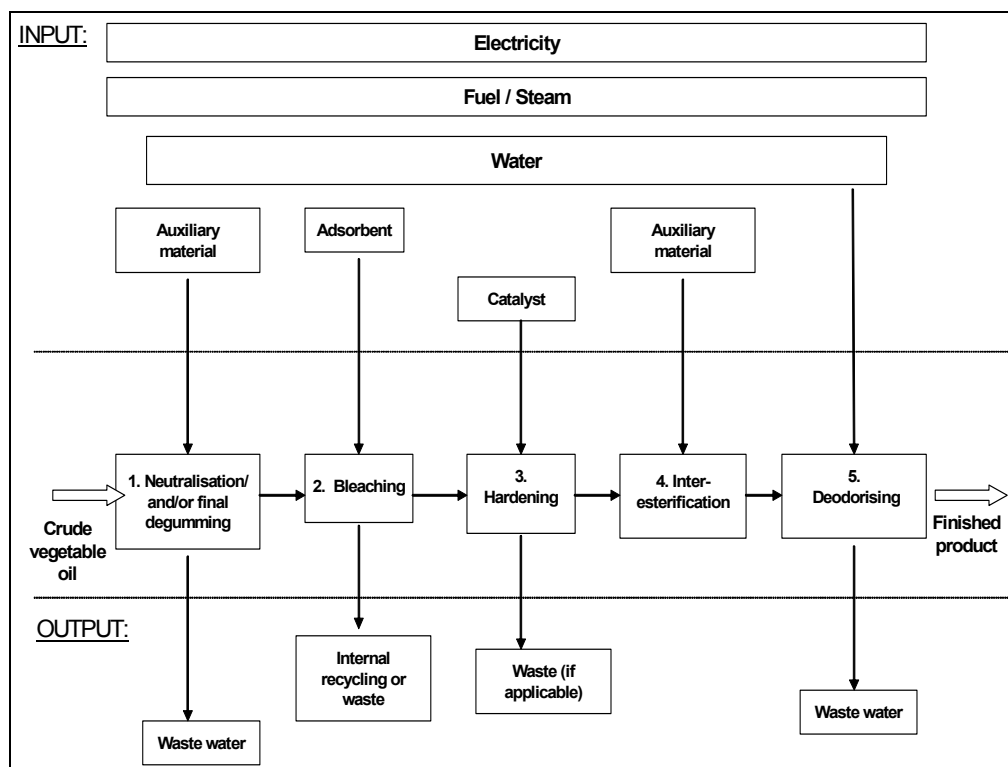 INPUT:
Electricity
Fuel / Steam
Water
Auxiliary
material
Adsorbent
Auxiliary
material
Catalyst
1. Neutralisation/
and/or final
degumming
2. Bleaching
3.
Hardening
4. Inter-
esterification
5.
Deodorising
Crude
vegetable
oil
Finished
product
OUTPUT:
Internal
recycling or
waste
Waste (if
applicable)
Waste water
Waste water